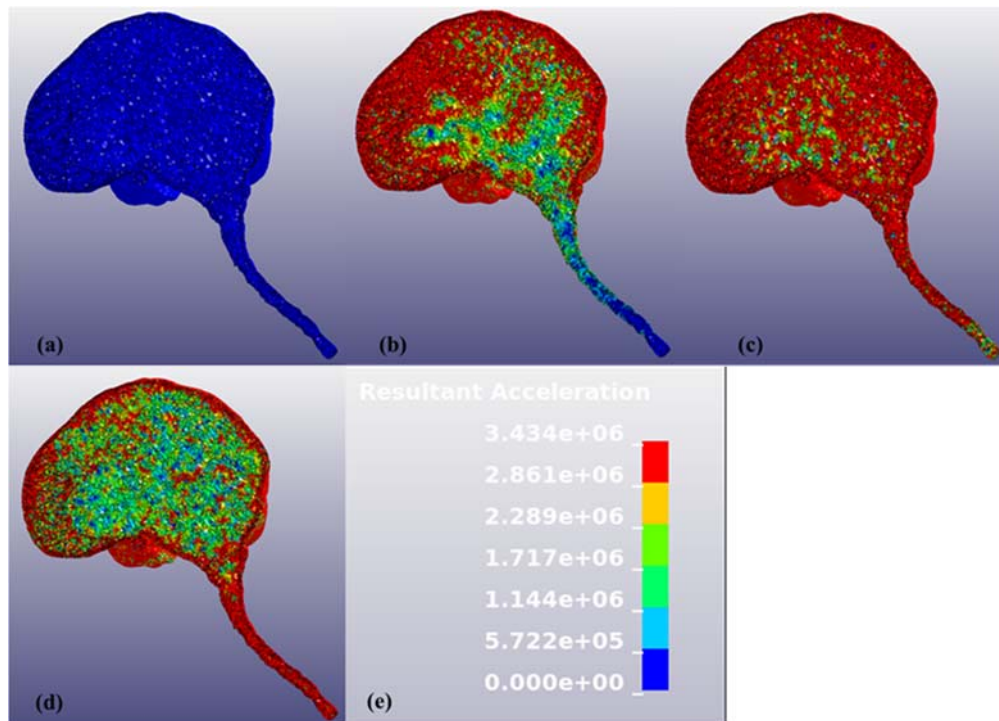 (a)
(b)
(c)
(d)
(e)
Resultant Acceleration
3.434e+06
2.861e+06
2.289e+06
1.717e+06
1.144e+06
5.722e+05
0.000e+00